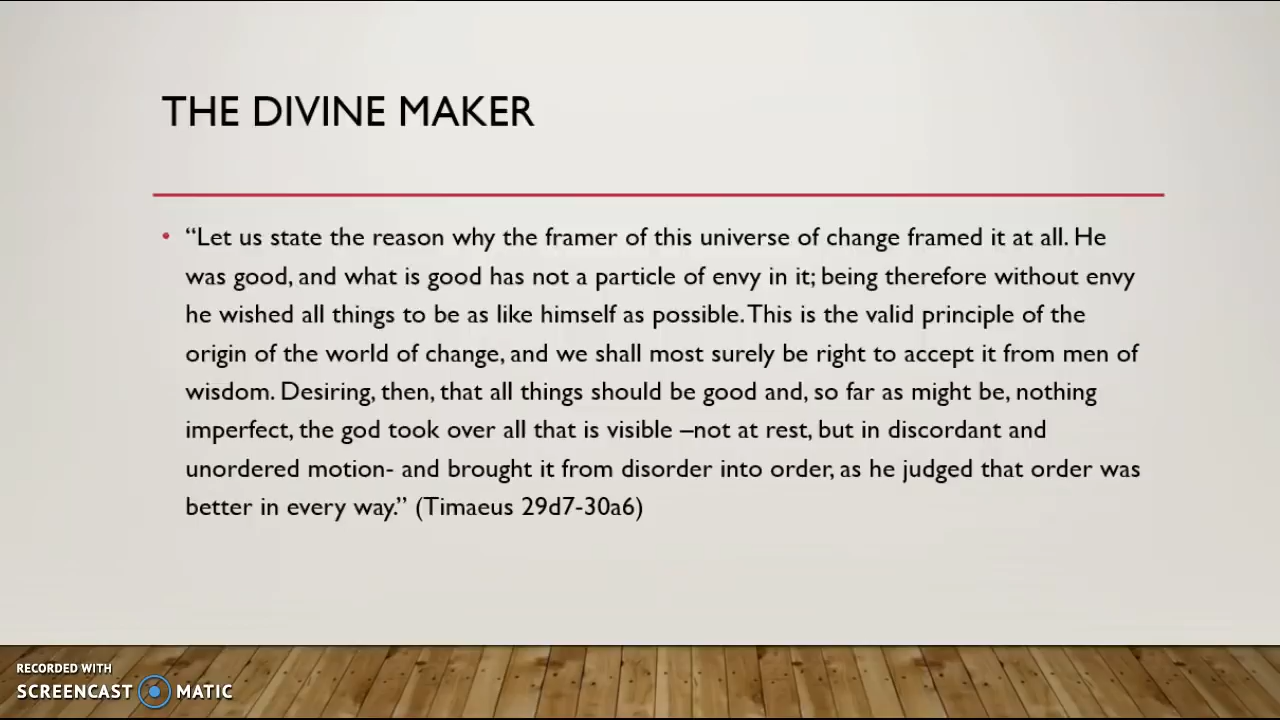 THE DIVINE MAKER
• “Let us state the reason why the framer of this universe of change framed it at all. He
was good, and what is good has not a particle of envy in it; being therefore without envy
he wished all things to be as like himself as possible. This is the valid principle of the
origin of the world of change, and we shall most surely be right to accept it from men of
wisdom. Desiring, then, that all things should be good and, so far as might be, nothing
imperfect, the god took over all that is visible –not at rest, but in discordant and
unordered motion- and brought it from disorder into order, as he judged that order was
better in every way.” (Timaeus 29d7-30a6)
RECORDED WITH
SCREENCAST MATIC